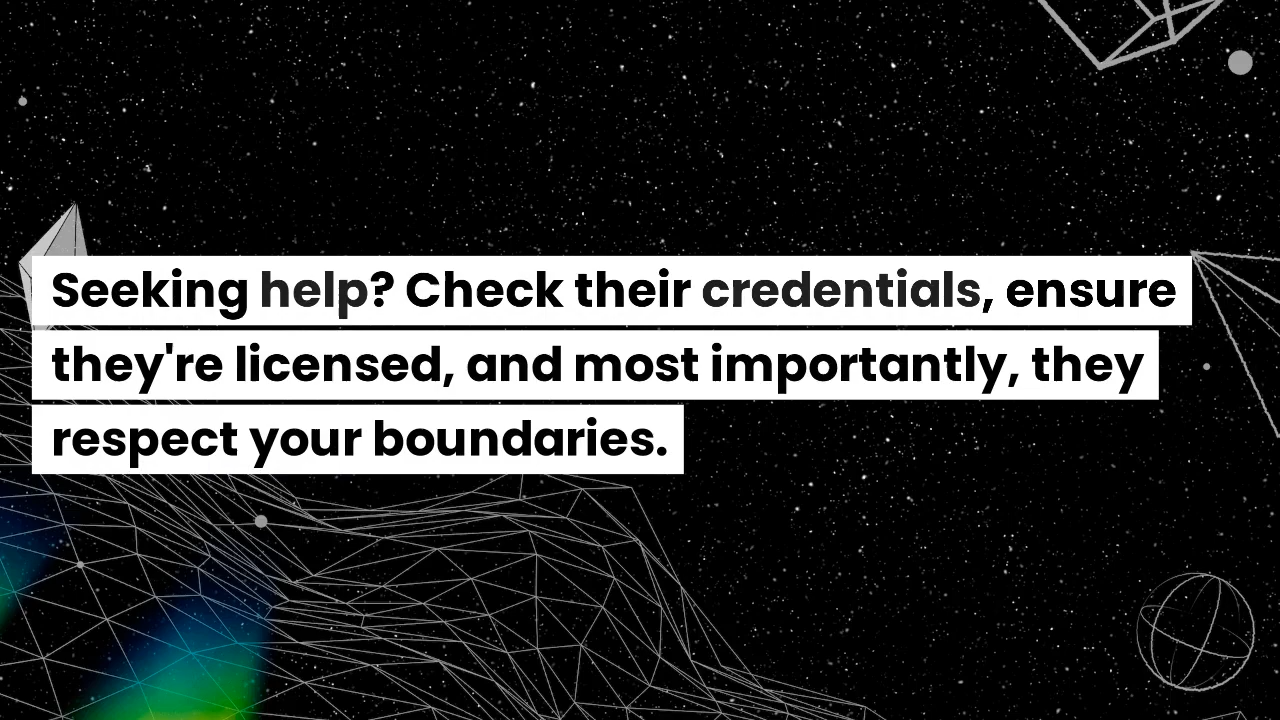 Seeking help? Check their credentials, ensure
they're licensed, and most importantly, they
respect your boundaries.